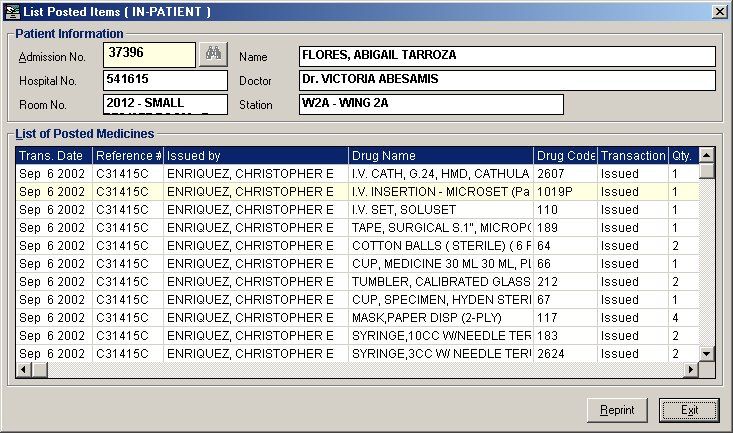 List Posted Items ( IN-PATIENT )
Patient Information
Admission No. 37396 Name FLORES, ABIGAIL TARROZA
Hospital No. 541615 Doctor Dr. VICTORIA ABESAMIS
Room No. 2012 - SMALL Station W2A - WING 2A
List of Posted Medicines
Trans. Date Reference # Issued by Drug Name Drug Code Transaction Qty.
Sep 6 2002 C31415C ENRIQUEZ, CHRISTOPHER E I.V. CATH, G.24, HMD, CATHULA 2607 Issued 1
Sep 6 2002 C31415C ENRIQUEZ, CHRISTOPHER E I.V. INSERTION - MICROSET (Pa 1019P Issued 1
Sep 6 2002 C31415C ENRIQUEZ, CHRISTOPHER E I.V. SET, SOLUSET 110 Issued 1
Sep 6 2002 C31415C ENRIQUEZ, CHRISTOPHER E TAPE, SURGICAL S.1", MICROPO 189 Issued 1
Sep 6 2002 C31415C ENRIQUEZ, CHRISTOPHER E COTTON BALLS ( STERILE) ( 6 P 64 Issued 2
Sep 6 2002 C31415C ENRIQUEZ, CHRISTOPHER E CUP, MEDICINE 30 ML 30 ML, PL 66 Issued 1
Sep 6 2002 C31415C ENRIQUEZ, CHRISTOPHER E TUMBLER, CALIBRATED GLASS 212 Issued 2
Sep 6 2002 C31415C ENRIQUEZ, CHRISTOPHER E CUP, SPECIMEN, HYDEN STERI 67 Issued 1
Sep 6 2002 C31415C ENRIQUEZ, CHRISTOPHER E MASK,PAPER DISP (2-PLY) 117 Issued 4
Sep 6 2002 C31415C ENRIQUEZ, CHRISTOPHER E SYRINGE,10CC W/NEEDLE TER 183 Issued 2
Sep 6 2002 C31415C ENRIQUEZ, CHRISTOPHER E SYRINGE,3CC W/ NEEDLE TERU 2624 Issued 2
Reprint Exit